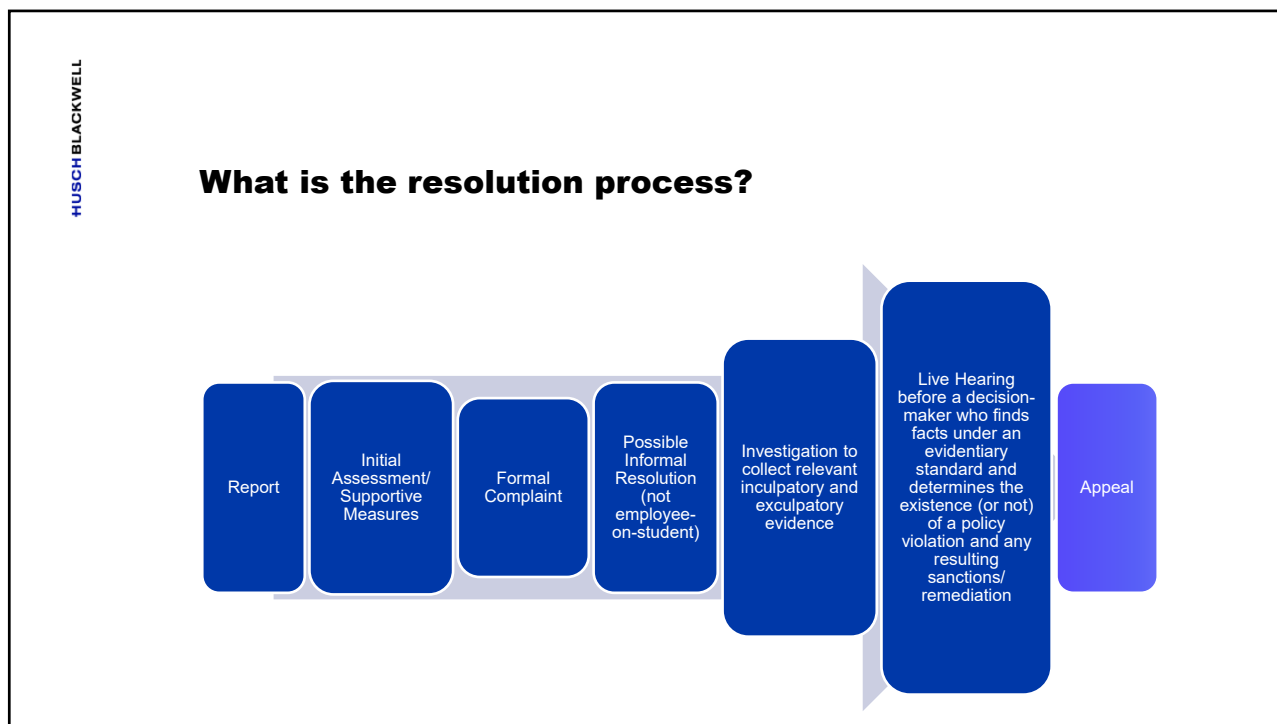 HUSCHBLACKWELL
What is the resolution process?
Report
Initial
Assessment/
Supportive
Measures
Formal
Complaint
Possible
Informal
Resolution
(not
employee-
on-student)
Investigation to
collect relevant
inculpatory and
exculpatory
evidence
Live Hearing
before a decision-
maker who finds
facts under an
evidentiary
standard and
determines the
existence (or not)
of a policy
violation and any
resulting
sanctions/
remediation
Appeal